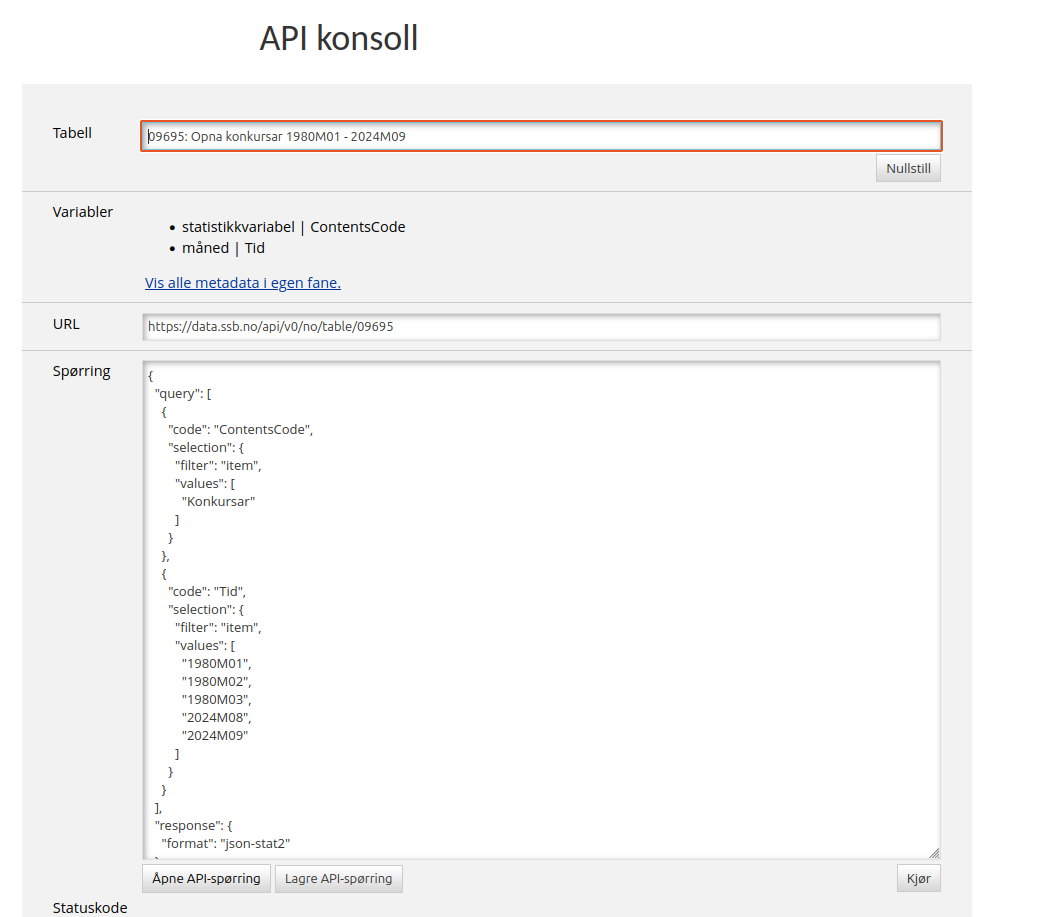 API konsoll
Tabell
09695: Opna konkursar 1980M01 - 2024M09
Nullstill
Variabler
• statistikkvariabel | ContentsCode
• måned | Tid
Vis alle metadata i egen fane.
URL
https://data.ssb.no/api/v0/no/table/09695
Spørring
{
"query": [
{
"code": "ContentsCode",
"selection": {
"filter": "item",
"values": [
"Konkursar"
]
}
},
{
"code": "Tid",
"selection": {
"filter": "item",
"values": [
"1980M01",
"1980M02",
"1980M03",
"2024M08",
"2024M09"
]
}
}
],
"response": {
"format": "json-stat2"
Åpne API-spørring
Lagre API-spørring
Kjør
Statuskode